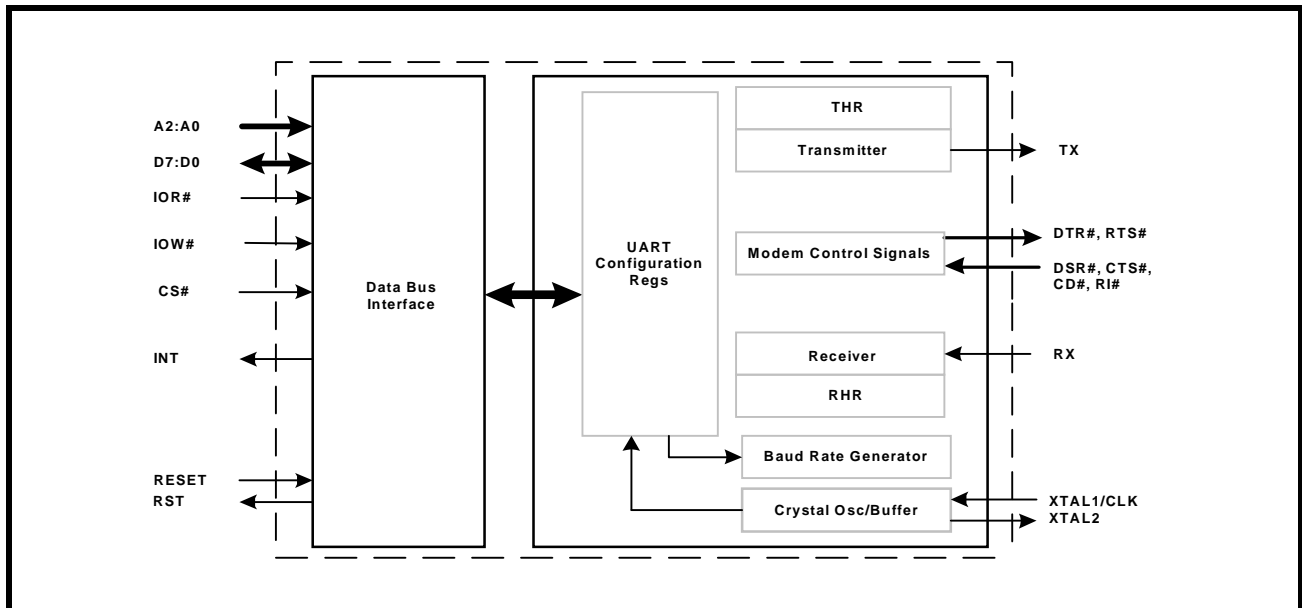 A2:A0
D7:D0
IOR#
IOW#
CS#
INT
RESET
RST
Data Bus
Interface
UART
Configuration
Regs
THR
Transmitter
Modem Control Signals
Receiver
RHR
Baud Rate Generator
Crystal Osc/Buffer
TX
DTR#, RTS#
DSR#, CTS#,
CD#, RI#
RX
XTAL1/CLK
XTAL2